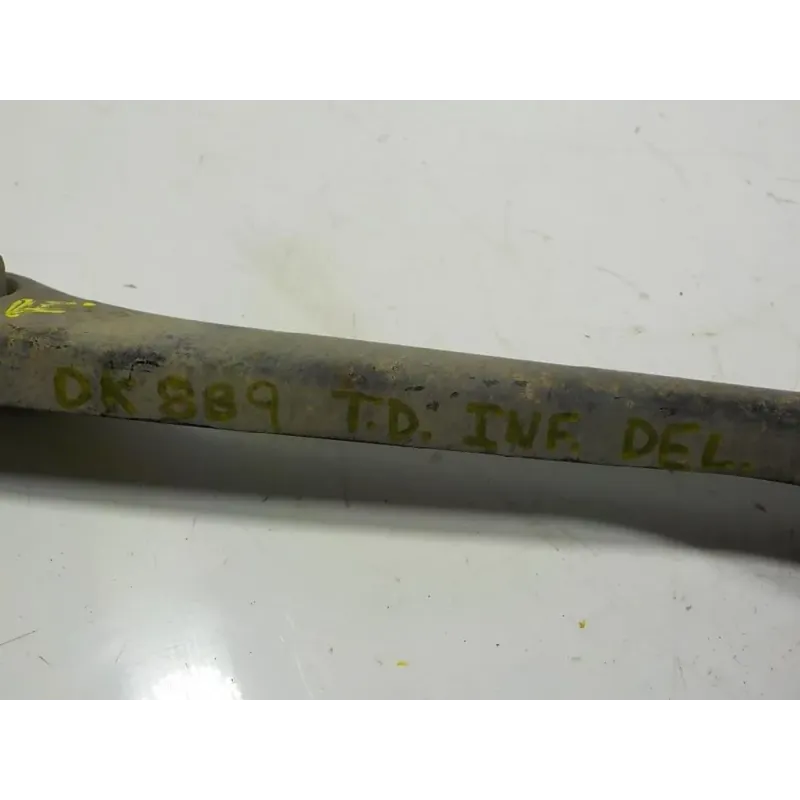 DK889 T.D. INF. DEL.